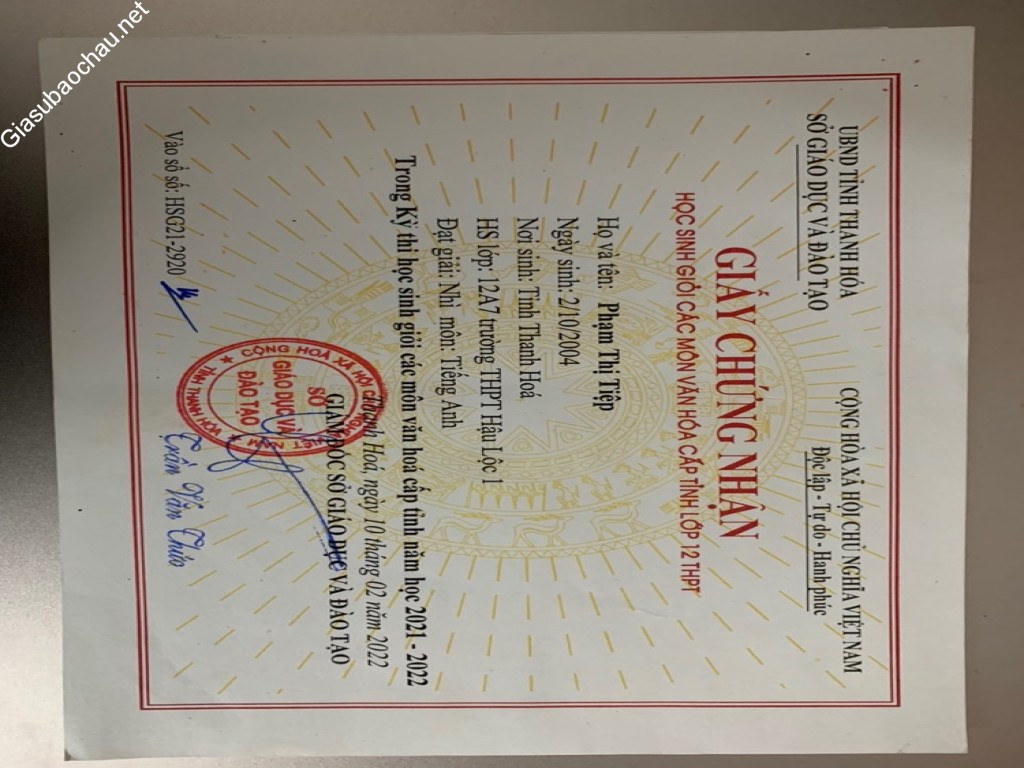 Giasubaochau.net
UBND TỈNH THANH HÓA
SỞ GIÁO DỤC VÀ ĐÀO TẠO
CỘNG HÒA XÃ HỘI CHỦ NGHĨA VIỆT NAM
Độc lập - Tự do - Hạnh phúc
GIẤY CHỨNG NHẬN
HỌC SINH GIỎI CÁC MÔN VĂN HÓA CẤP TỈNH LỚP 12 THPT
Họ và tên: Phạm Thị Tiệp
Ngày sinh: 2/10/2004
Nơi sinh: Tỉnh Thanh Hoá
HS lớp: 12A7 trường THPT Hậu Lộc 1
Đạt giải: Nhì môn: Tiếng Anh
Trong Kỳ thi học sinh giỏi các môn văn hoá cấp tỉnh năm học 2021 - 2022
Thanh Hoá, ngày 10 tháng 02 năm 2022
GIÁM ĐỐC SỞ GIÁO DỤC VÀ ĐÀO TẠO
CỘNG HOÀ XÃ HỘI CHỦ NGHĨA VIỆT NAM
SỞ
GIÁO DỤC VÀ
ĐÀO TẠO
TỈNH THANH HOÁ
Trần Văn Thức
Vào sổ số: HSG21-2920